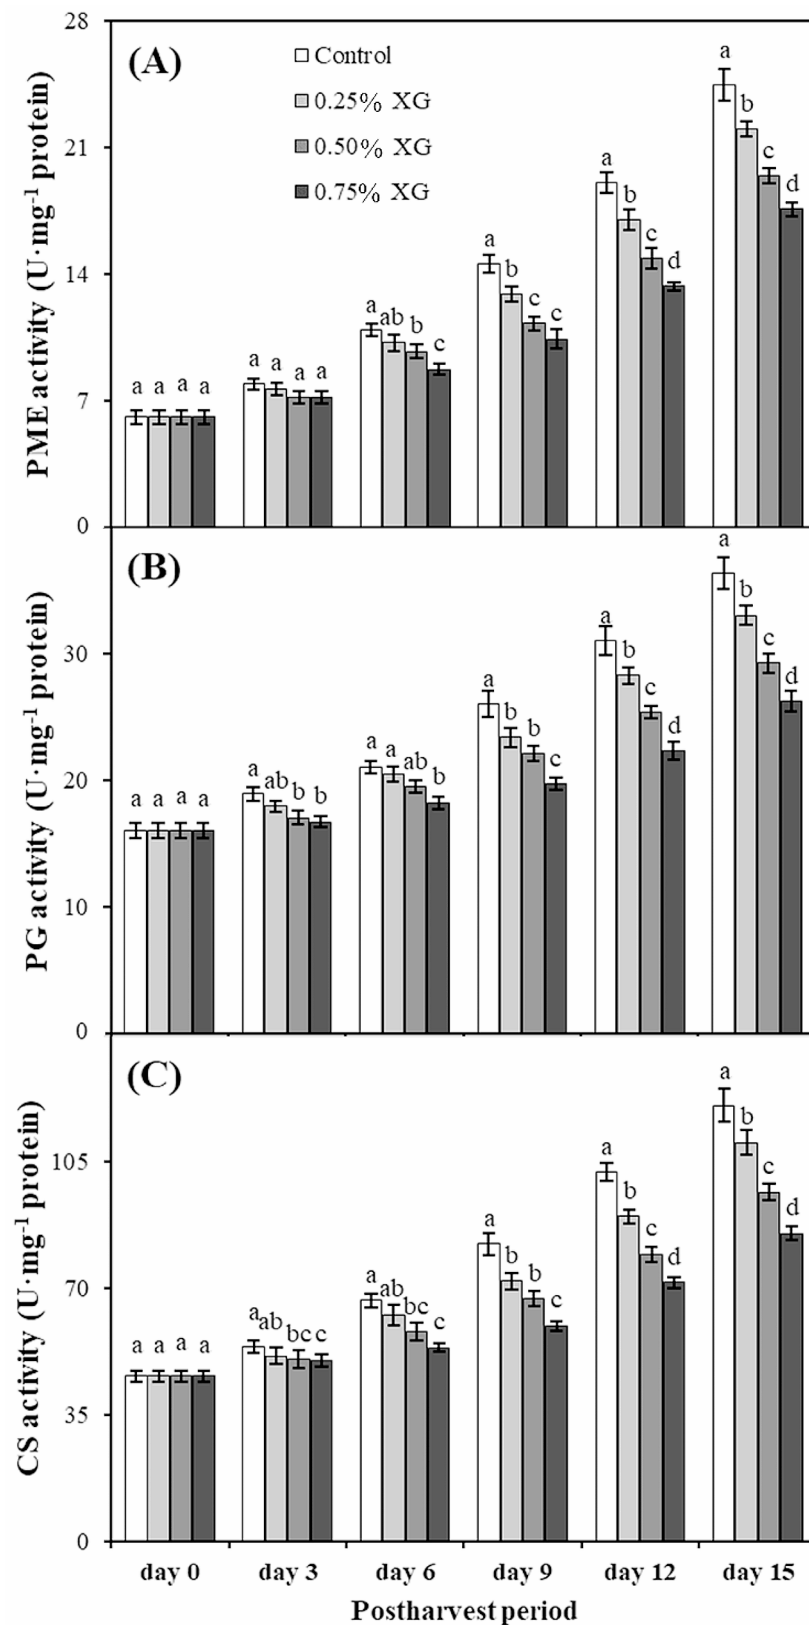 28
(A)
Control
0.25% XG
0.50% XG
0.75% XG
PME activity (U·mg⁻¹ protein)
21
14
7
0
a a a a
a a a a
a ab b c
a b c c
a b c d
a b c d
(B)
PG activity (U·mg⁻¹ protein)
30
20
10
0
a a a a
a ab b b
a a ab b
a b b c
a b c d
a b c d
(C)
CS activity (U·mg⁻¹ protein)
105
70
35
0
a a a a
a ab bc c
a ab bc c
a b b c
a b c d
a b c d
day 0 day 3 day 6 day 9 day 12 day 15
Postharvest period